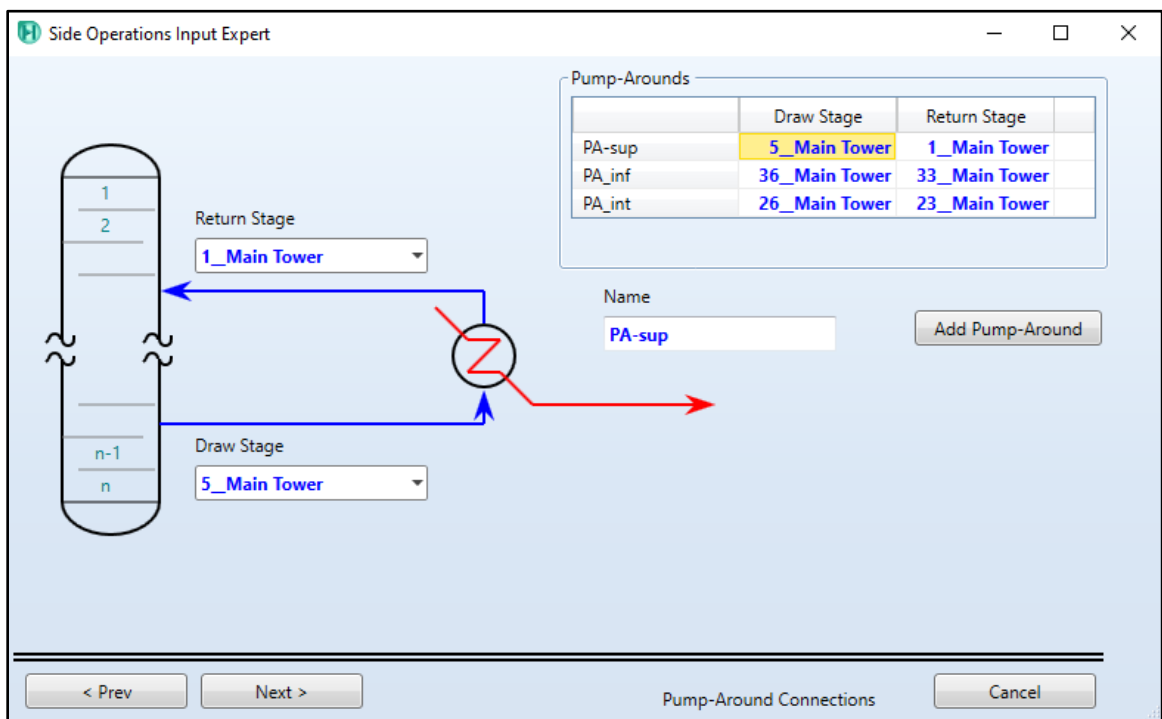 Side Operations Input Expert
Pump-Arounds
Draw Stage Return Stage
PA-sup 5__Main Tower 1__Main Tower
PA_inf 36__Main Tower 33__Main Tower
PA_int 26__Main Tower 23__Main Tower
1
2
Return Stage
1__Main Tower
Name
PA-sup
Add Pump-Around
n-1
n
Draw Stage
5__Main Tower
< Prev
Next >
Pump-Around Connections
Cancel